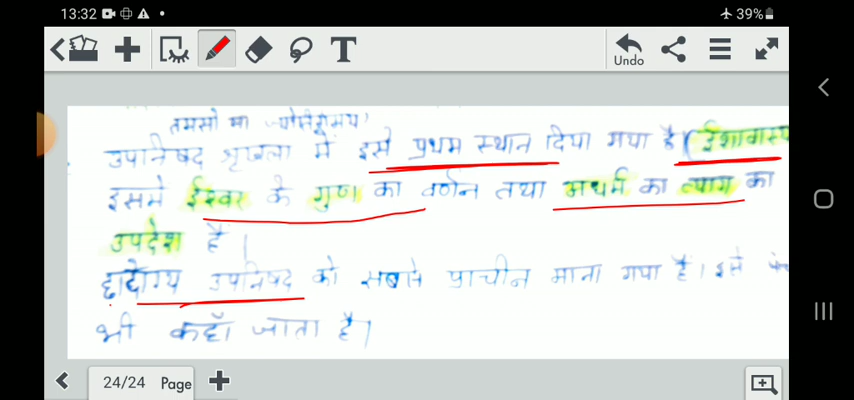 13:32
39%
Undo
तमसो मा ज्योतिर्गमय'
उपानिषद श्रृखला में इसे प्रथम स्थान दिया गया है (ईशावास्य
इसमे ईश्वर के गुण का वर्णन तथा अधर्म का त्याग का
उपदेश है।
छादोग्य उपनिषद को सबसे प्राचीन माना गया है। इसे
भी कहाँ जाता है।
24/24 Page